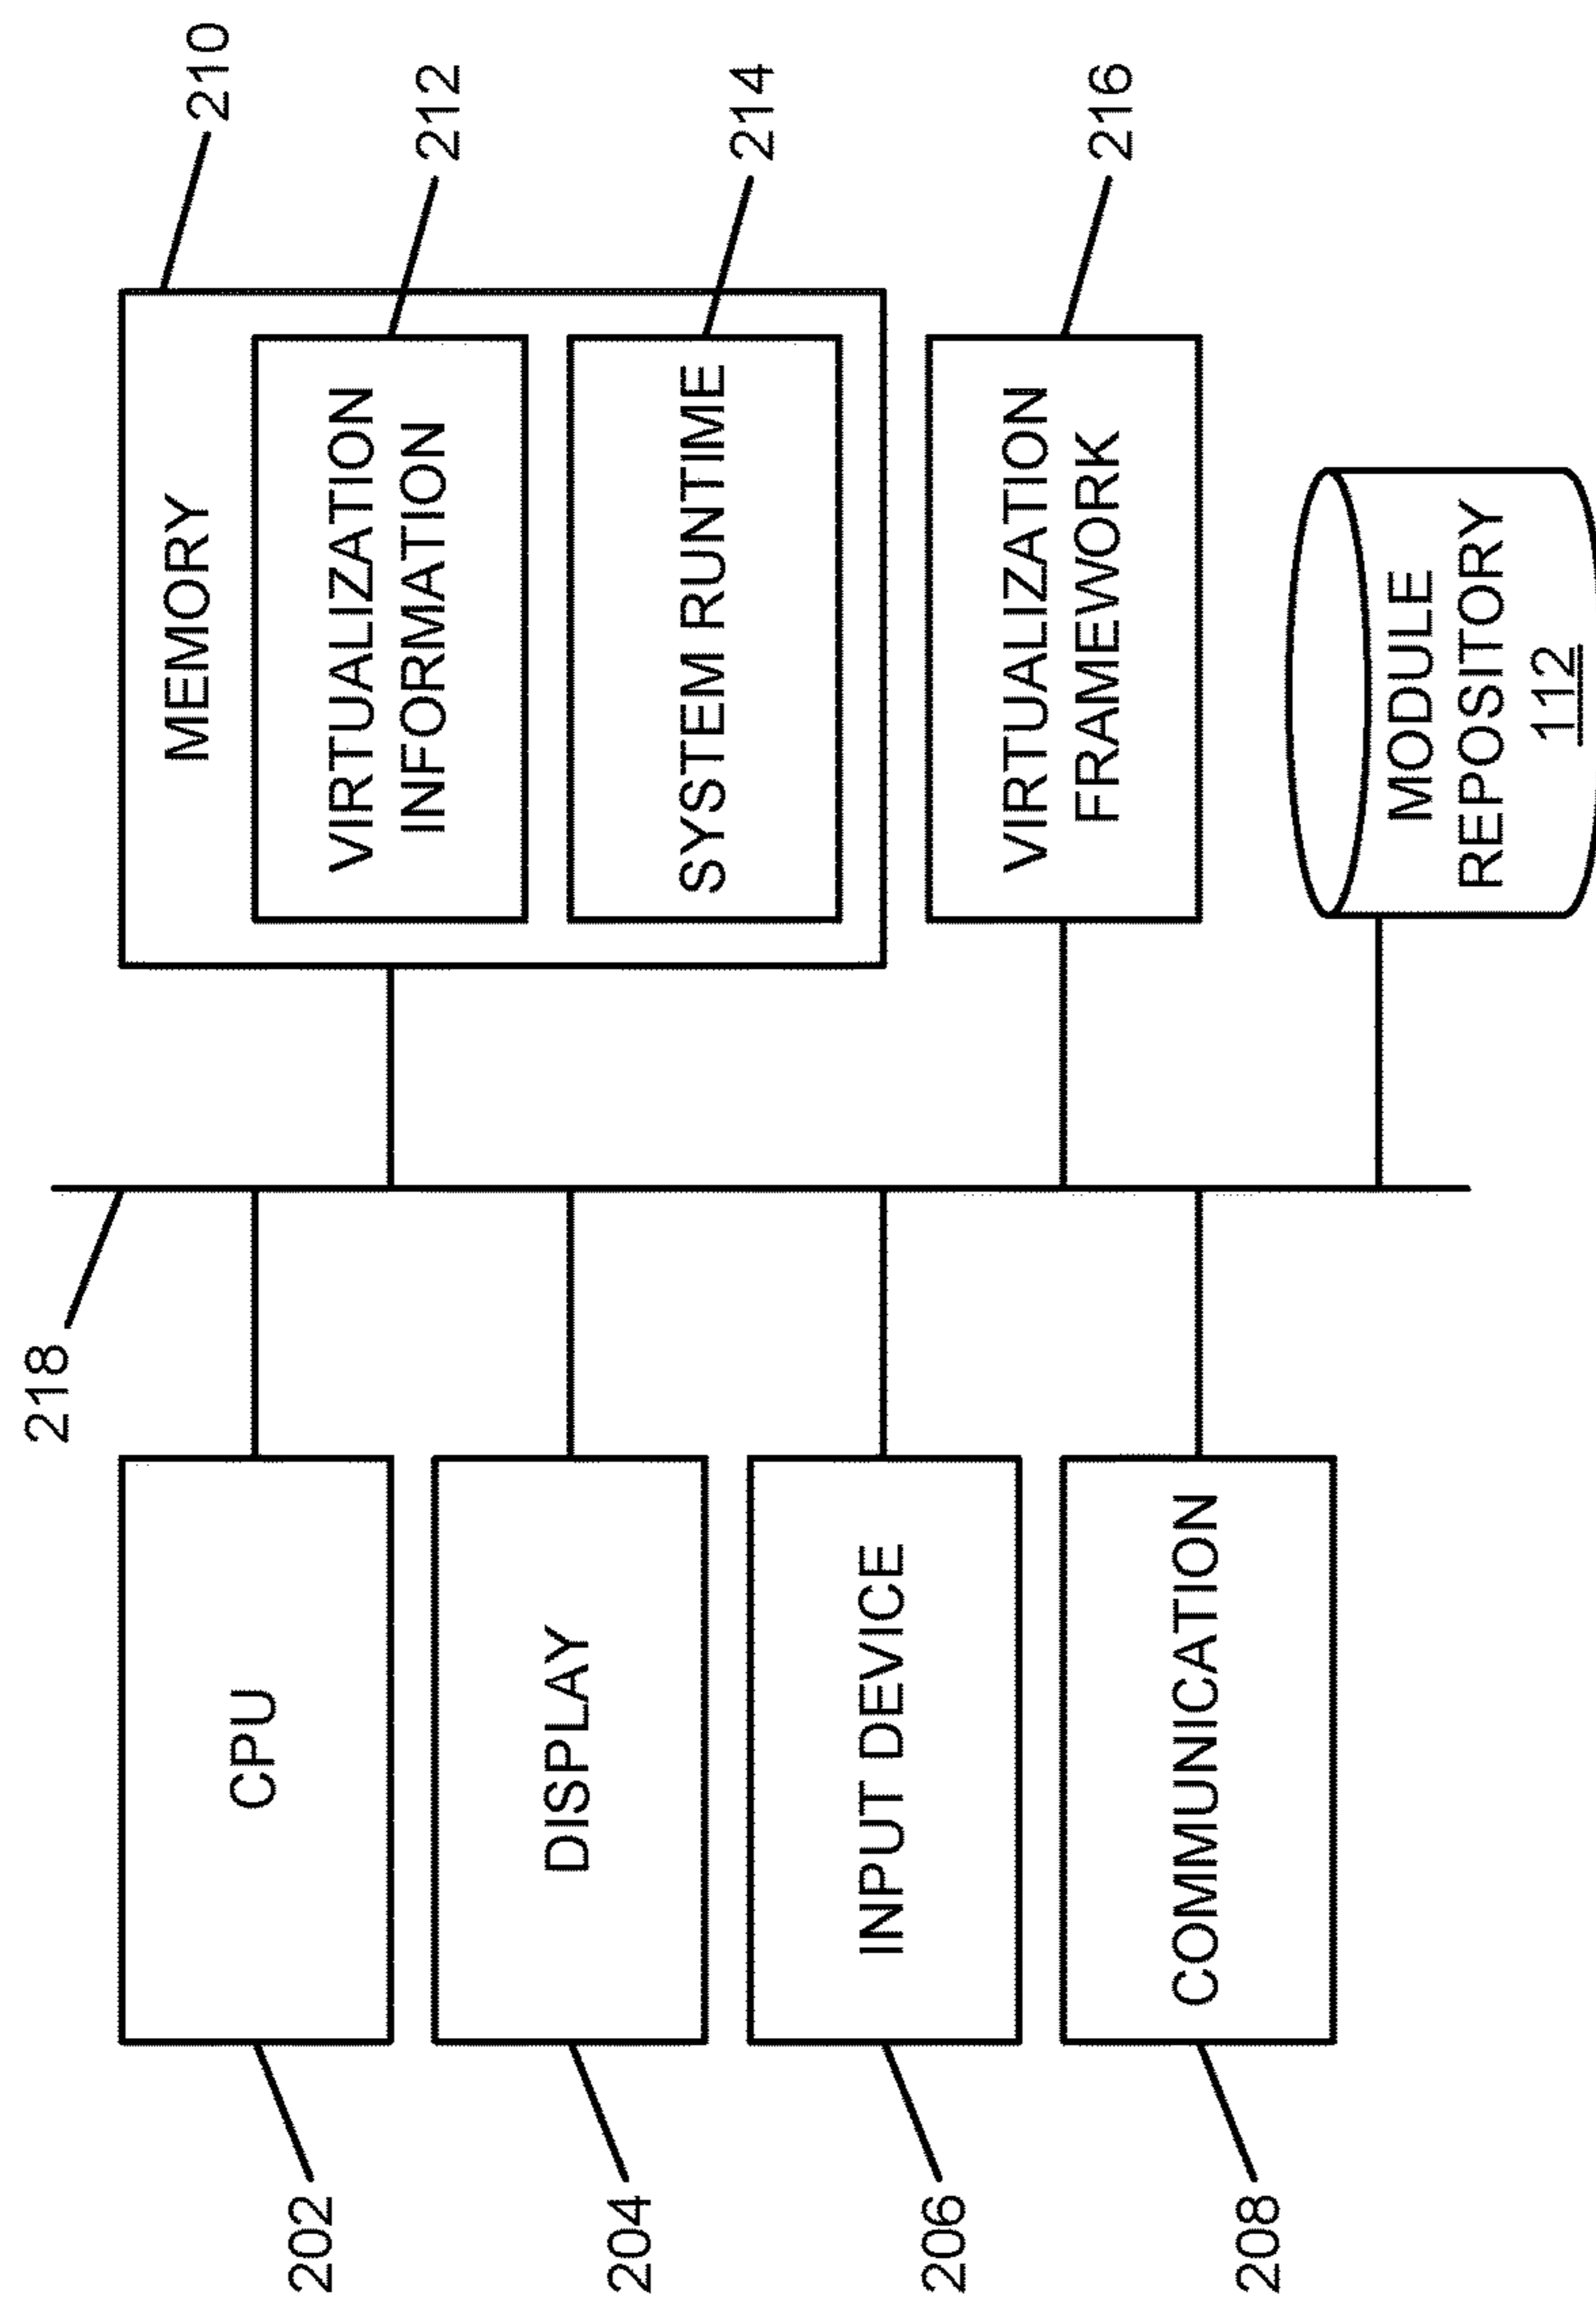 218
210
202
CPU
MEMORY
VIRTUALIZATION
INFORMATION
212
204
DISPLAY
SYSTEM RUNTIME
214
206
INPUT DEVICE
VIRTUALIZATION
FRAMEWORK
216
208
COMMUNICATION
MODULE
REPOSITORY
112